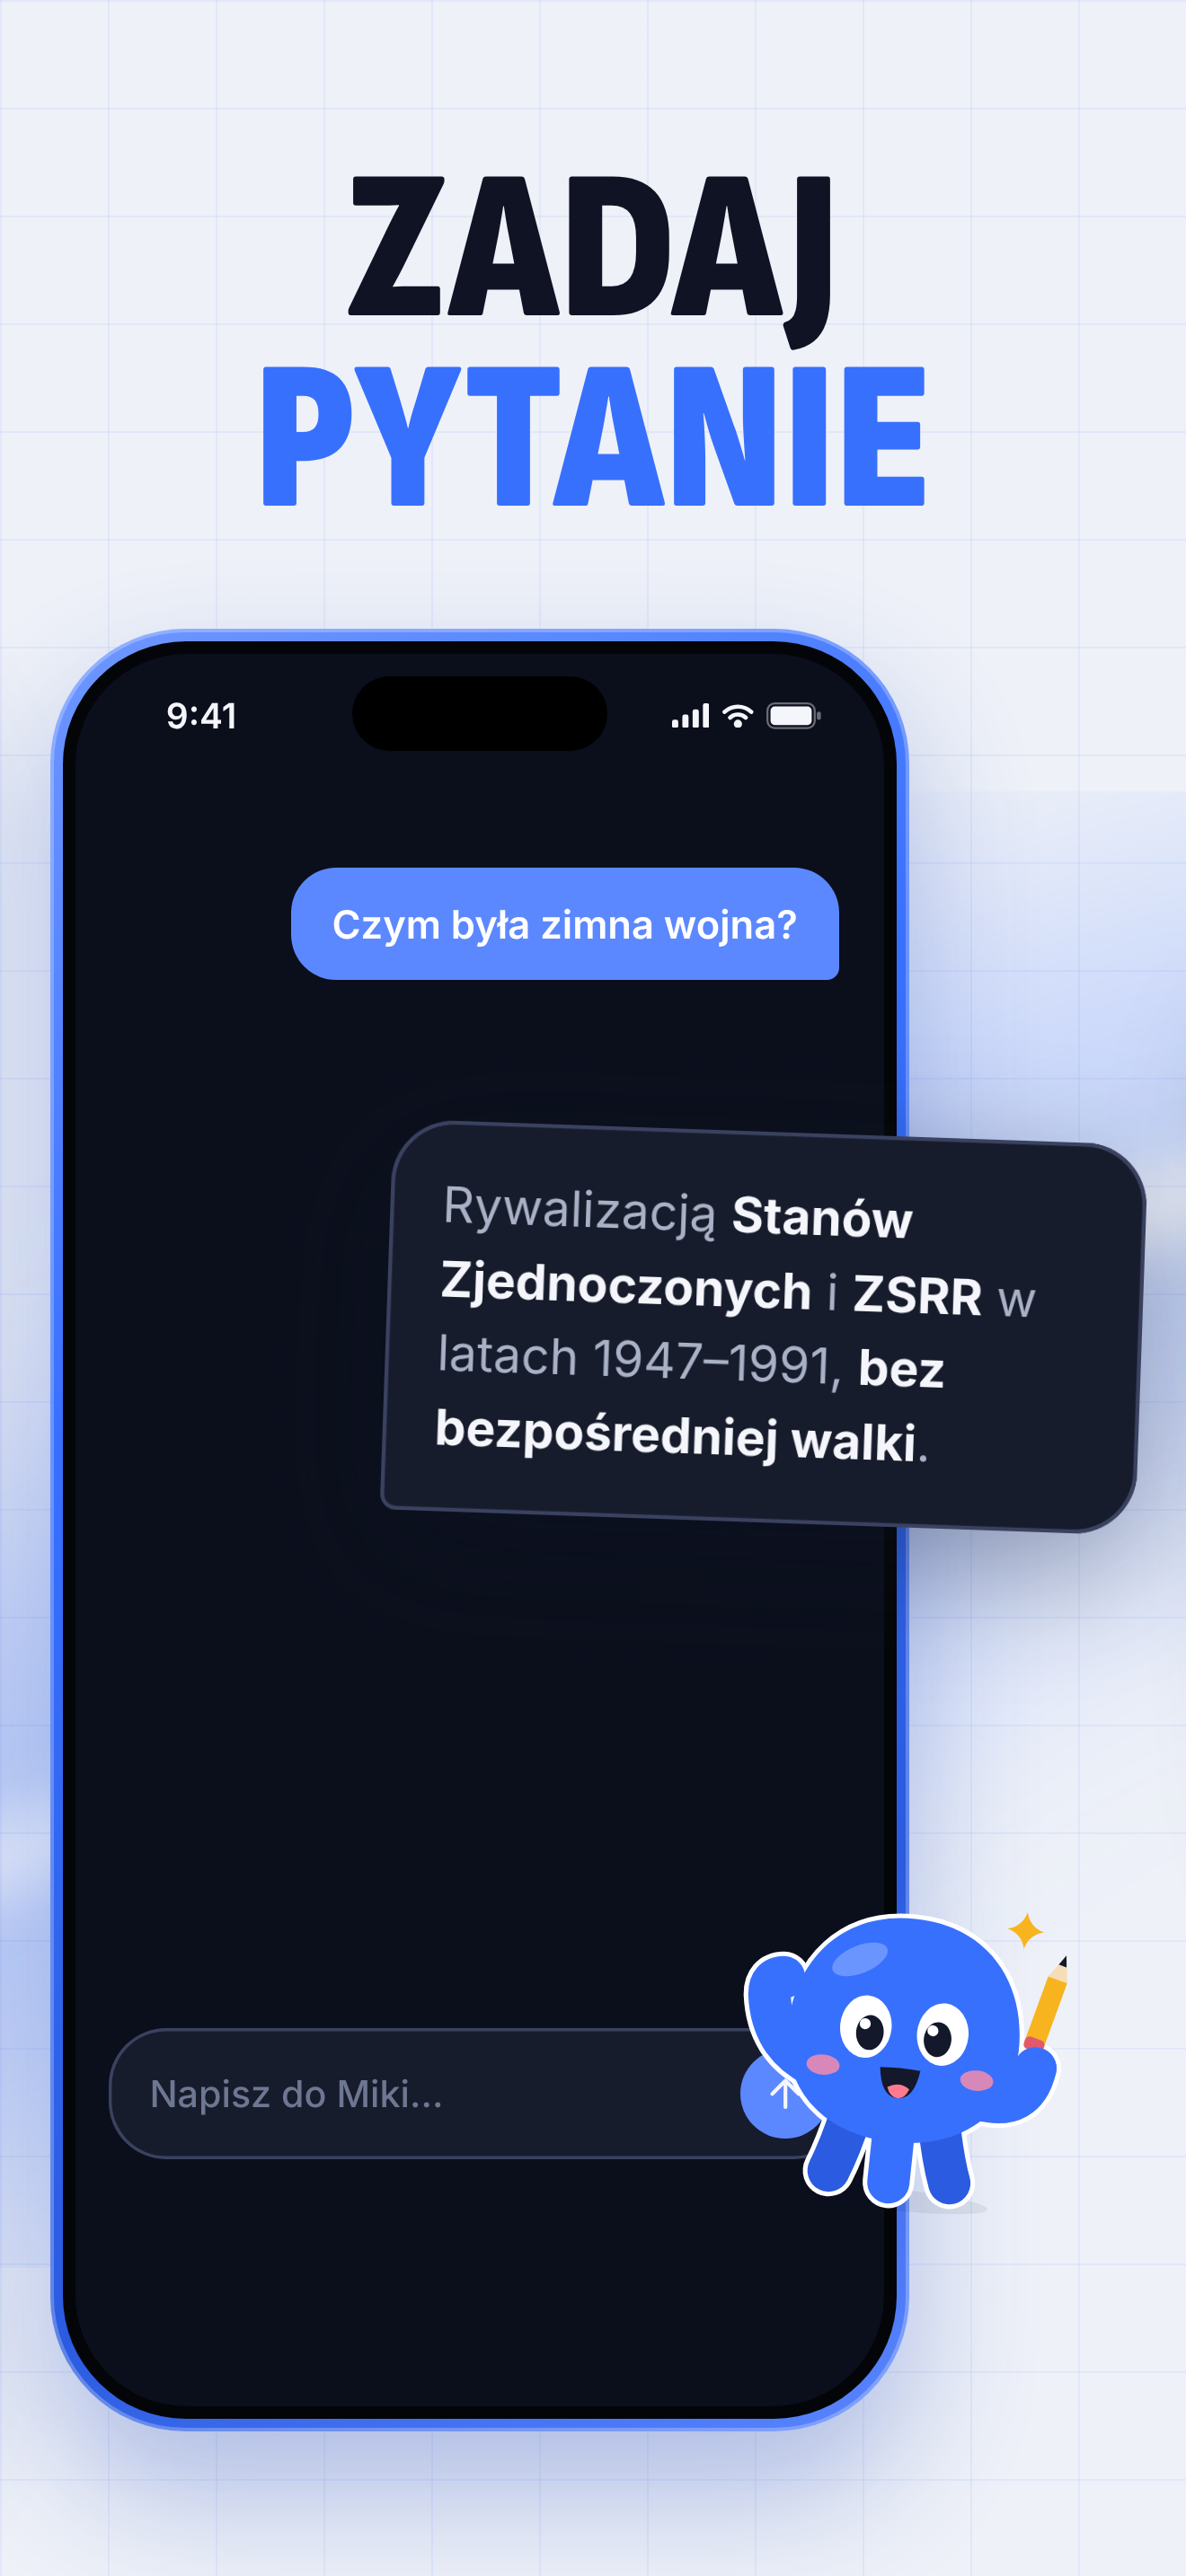 ZADAJ
PYTANIE
9:41
Czym była zimna wojna?
Rywalizacją Stanów
Zjednoczonych i ZSRR w
latach 1947–1991, bez
bezpośredniej walki.
Napisz do Miki...